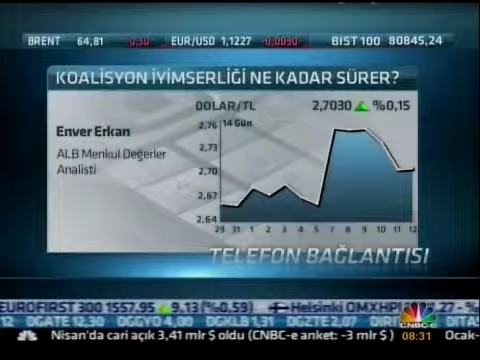 BRENT 64,81 -0,30 EUR/USD 1,1227 -0,0030 BIST 100 80845,24
KOALİSYON İYİMSERLİĞİ NE KADAR SÜRER?
DOLAR/TL 2,7030 %0,15
Enver Erkan
ALB Menkul Değerler
Analisti
14 Gün
2,76
2,73
2,70
2,67
2,64
29 31 1 2 3 4 5 6 7 8 9 10 11 12
TELEFON BAĞLANTISI
EUROFIRST 300 1557.95 9.13 (%0.59) Helsinki OMXHPI
12 DGATE 12.30 DGGYO 4.00 DGKLB 1.31 DGZTE 2.07
CNBC-e
Nisan'da cari açık 3,41 mlr $ oldu (CNBC-e anket: ~3 mlr $) 08:31 Ocak-